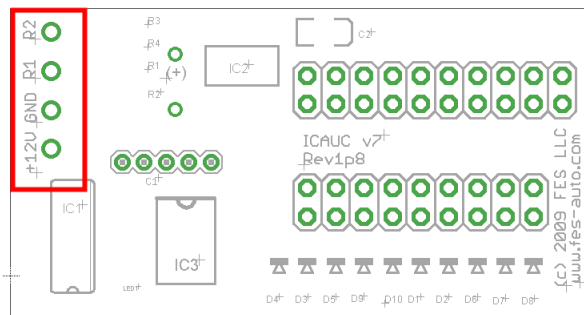 R2
R1
GND
+12V
R3
R4
R1
(+)
R2
IC2
C2
ICAUC v7
Rev1p8
C1
IC1
IC3
LED1
D4 D3 D5 D9 D10 D1 D2 D6 D7 D8
(c) 2009 FES LLC
www.fes-auto.com